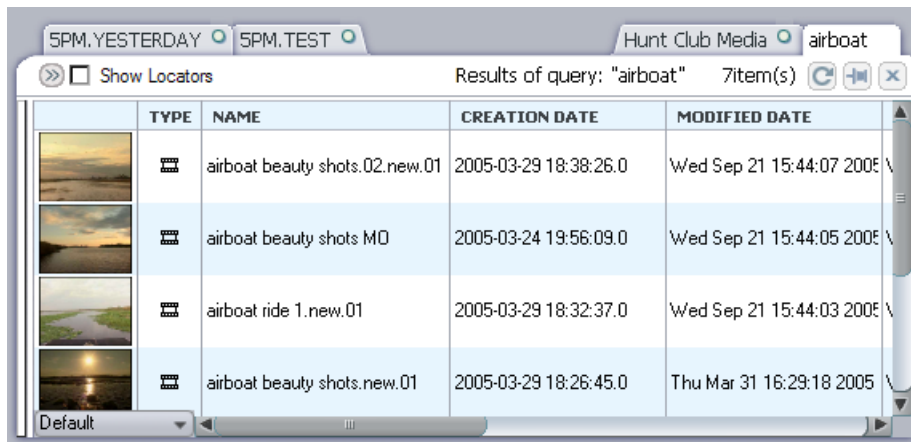 5PM.YESTERDAY 5PM.TEST Hunt Club Media airboat
Show Locators Results of query: "airboat" 7item(s)
TYPE NAME CREATION DATE MODIFIED DATE
airboat beauty shots.02.new.01 2005-03-29 18:38:26.0 Wed Sep 21 15:44:07 2005
airboat beauty shots MO 2005-03-24 19:56:09.0 Wed Sep 21 15:44:05 2005
airboat ride 1.new.01 2005-03-29 18:32:37.0 Wed Sep 21 15:44:03 2005
airboat beauty shots.new.01 2005-03-29 18:26:45.0 Thu Mar 31 16:29:18 2005
Default